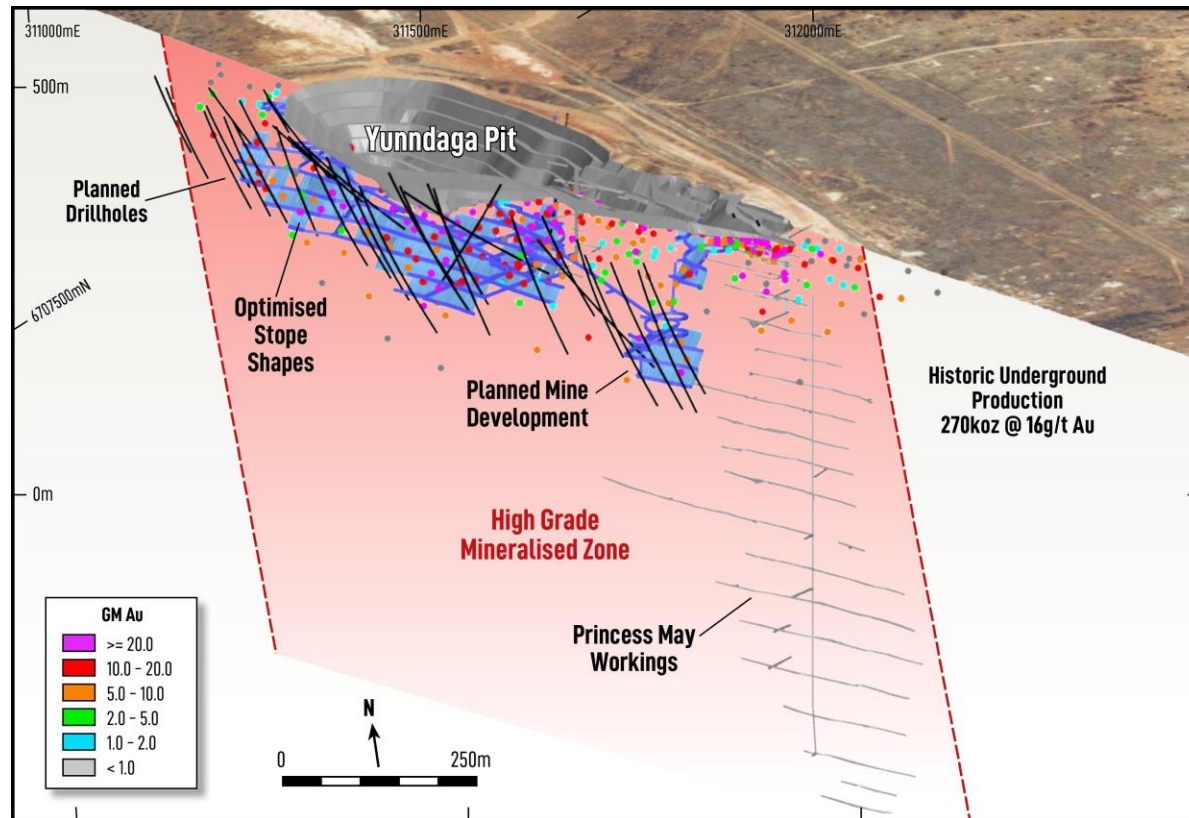 311000mE
311500mE
312000mE
500m
Yunndaga Pit
Planned
Drillholes
6707500mN
Optimised
Stope
Shapes
Planned Mine
Development
Historic Underground
Production
270koz @ 16g/t Au
0m
High Grade
Mineralised Zone
Princess May
Workings
GM Au
>= 20.0
10.0 - 20.0
5.0 - 10.0
2.0 - 5.0
1.0 - 2.0
< 1.0
N
0 250m